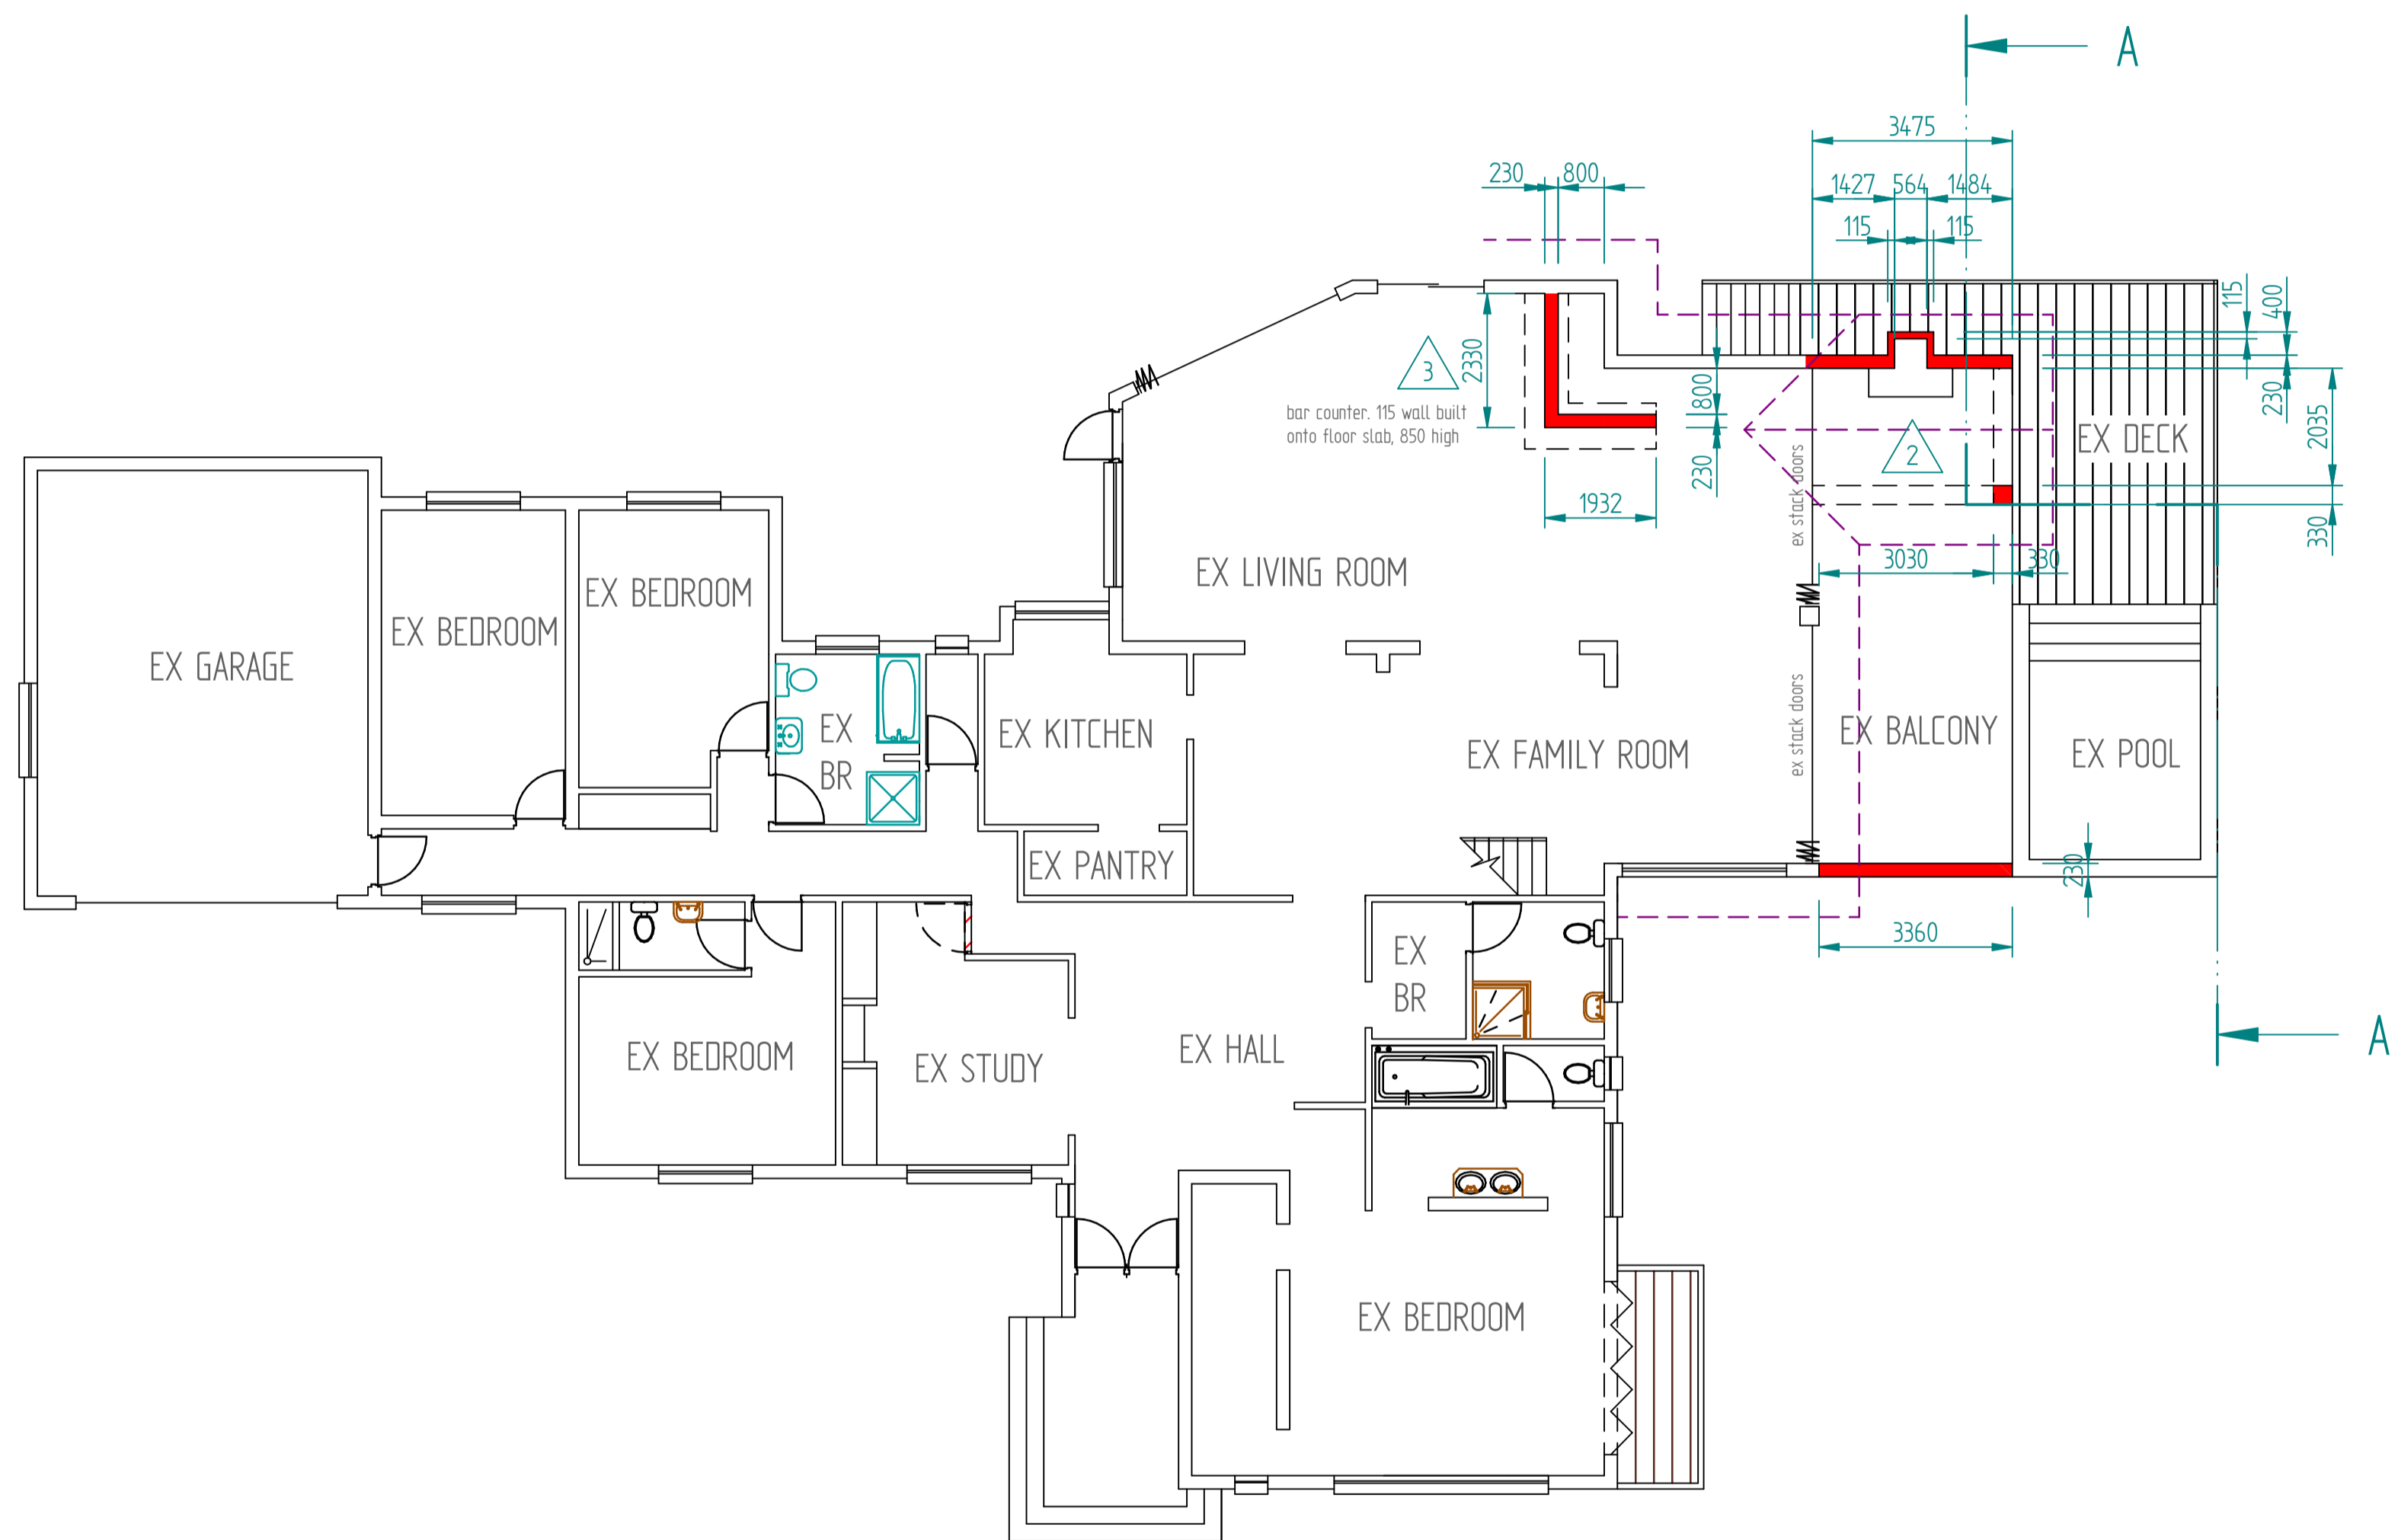 A
3475
230
800
1427
564
1484
115
115
115
400
3
2330
bar counter. 115 wall built
onto floor slab, 850 high
800
230
230
2035
2
EX DECK
ex stack doors
1932
330
3030
330
EX LIVING ROOM
EX BEDROOM
EX BEDROOM
EX GARAGE
EX
BR
EX KITCHEN
EX FAMILY ROOM
ex stack doors
EX BALCONY
EX POOL
EX PANTRY
230
3360
EX
BR
A
EX BEDROOM
EX STUDY
EX HALL
EX BEDROOM